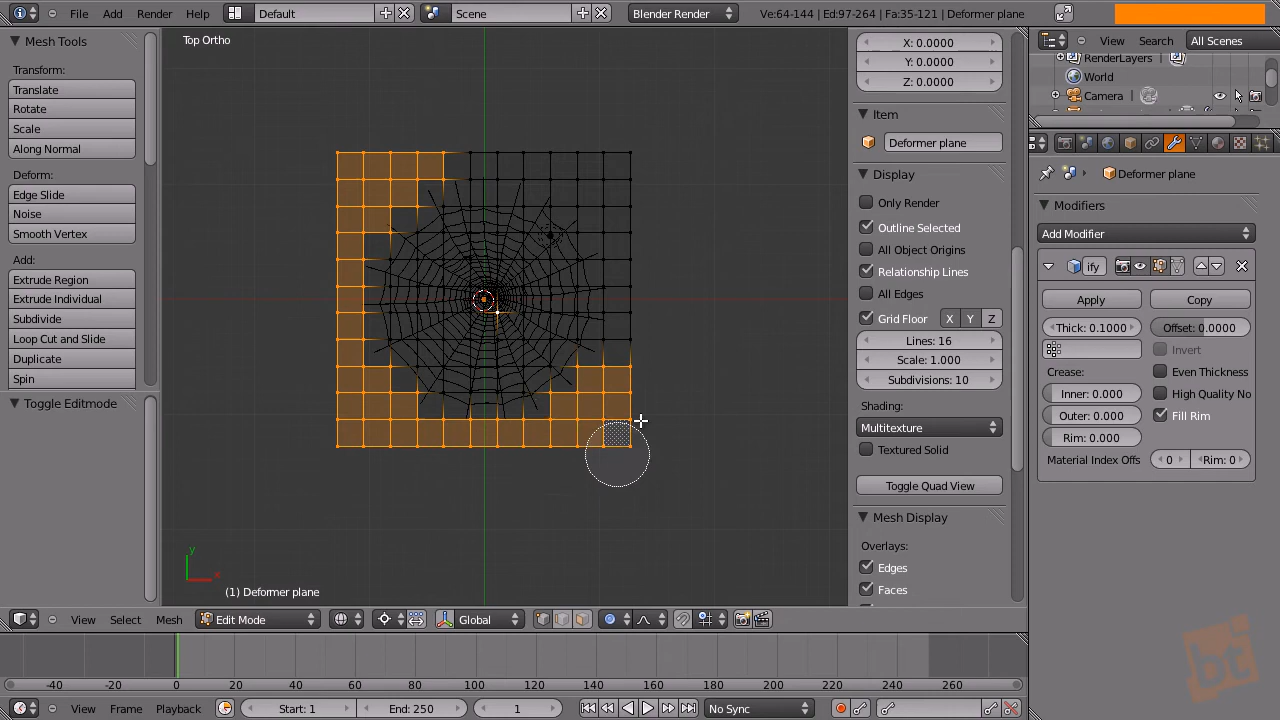 File Add Render Help Default Scene Blender Render Ve:64-144 | Ed:97-264 | Fa:35-121 | Deformer plane
Mesh Tools
Transform:
Translate
Rotate
Scale
Along Normal
Deform:
Edge Slide
Noise
Smooth Vertex
Add:
Extrude Region
Extrude Individual
Subdivide
Loop Cut and Slide
Duplicate
Spin
Toggle Editmode
Top Ortho
y
x
(1) Deformer plane
X: 0.0000
Y: 0.0000
Z: 0.0000
Item
Deformer plane
Display
Only Render
Outline Selected
All Object Origins
Relationship Lines
All Edges
Grid Floor X Y Z
Lines: 16
Scale: 1.000
Subdivisions: 10
Shading:
Multitexture
Textured Solid
Toggle Quad View
Mesh Display
Overlays:
Edges
Faces
View Search All Scenes
RenderLayers
World
Camera
Deformer plane
Modifiers
Add Modifier
ify
Apply Copy
Thick: 0.1000 Offset: 0.0000
Invert
Crease: Even Thickness
Inner: 0.000 High Quality No
Outer: 0.000 Fill Rim
Rim: 0.000
Material Index Offs 0 Rim: 0
View Select Mesh Edit Mode Global
-40 -20 0 20 40 60 80 100 120 140 160 180 200 220 240 260
View Frame Playback Start: 1 End: 250 1 No Sync
bt